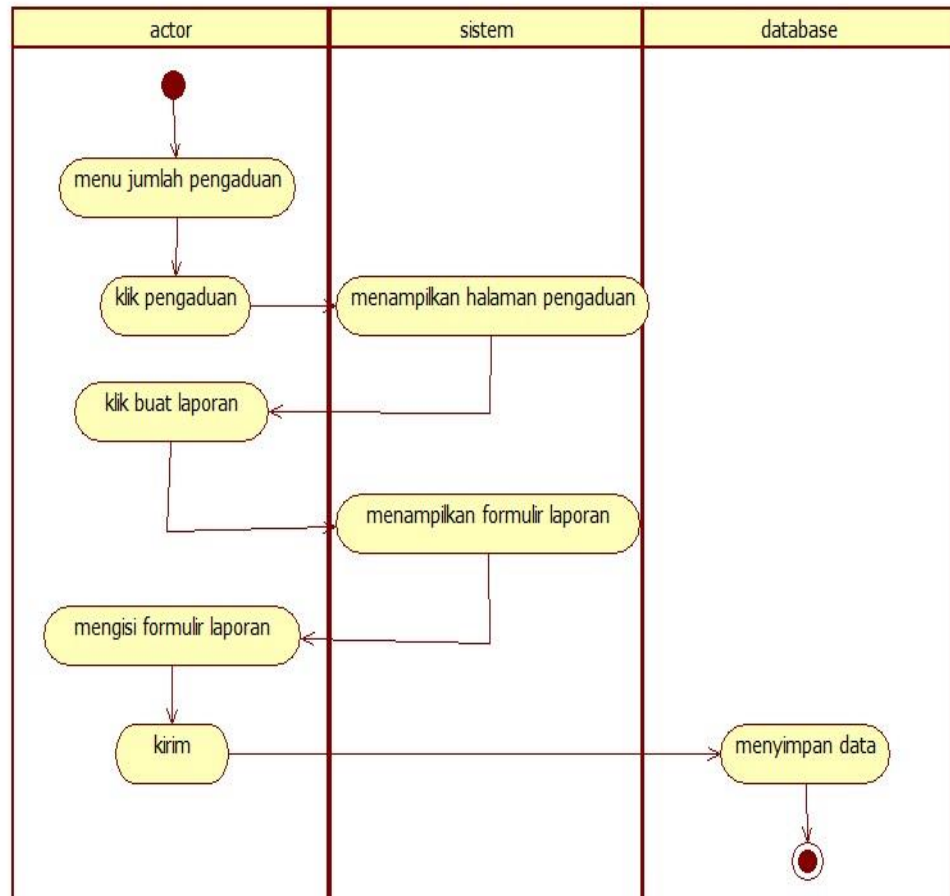 actor
sistem
database
menu jumlah pengaduan
klik pengaduan
menampilkan halaman pengaduan
klik buat laporan
menampilkan formulir laporan
mengisi formulir laporan
kirim
menyimpan data